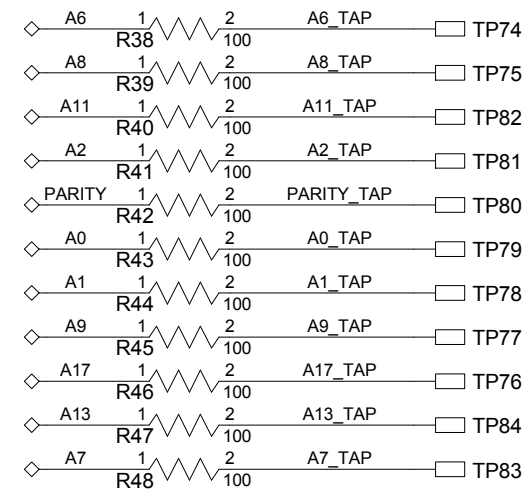 A6 1 2 A6_TAP TP74
R38 100
A8 1 2 A8_TAP TP75
R39 100
A11 1 2 A11_TAP TP82
R40 100
A2 1 2 A2_TAP TP81
R41 100
PARITY 1 2 PARITY_TAP TP80
R42 100
A0 1 2 A0_TAP TP79
R43 100
A1 1 2 A1_TAP TP78
R44 100
A9 1 2 A9_TAP TP77
R45 100
A17 1 2 A17_TAP TP76
R46 100
A13 1 2 A13_TAP TP84
R47 100
A7 1 2 A7_TAP TP83
R48 100